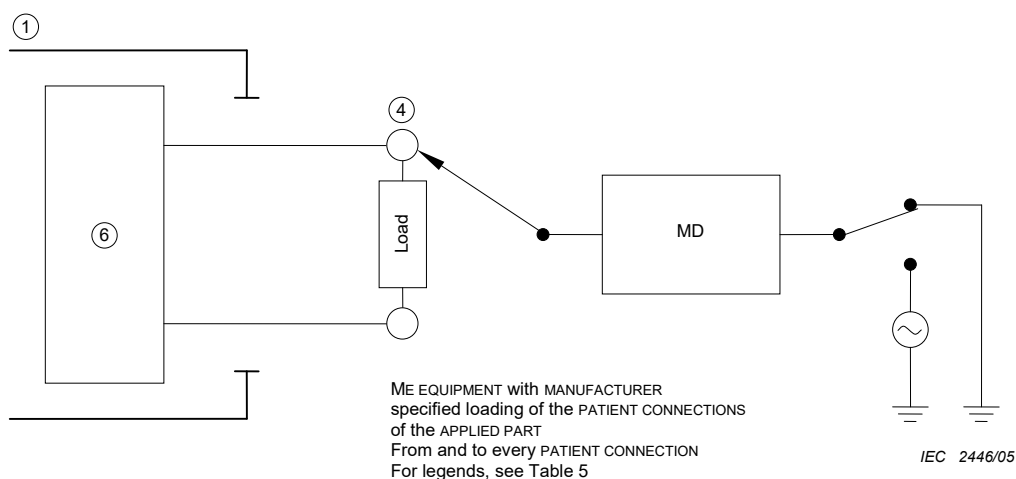 1
4
6
Load
MD
ME EQUIPMENT with MANUFACTURER
specified loading of the PATIENT CONNECTIONS
of the APPLIED PART
From and to every PATIENT CONNECTION
For legends, see Table 5
IEC 2446/05